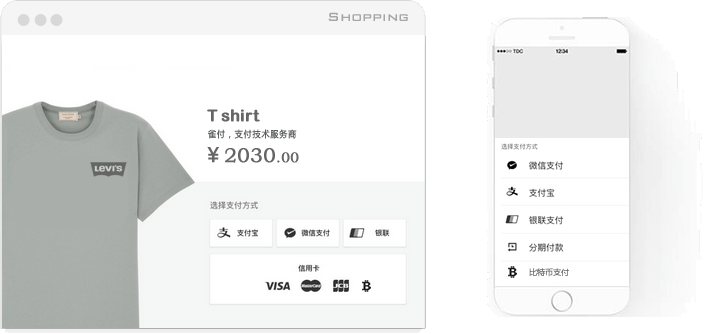 SHOPPING
LEVI'S
T shirt
雀付，支付技术服务商
¥ 2030.00
选择支付方式
支付宝
微信支付
银联
信用卡
VISA
MasterCard
JCB
TDC
12:34
选择支付方式
微信支付
支付宝
银联支付
分期付款
比特币支付